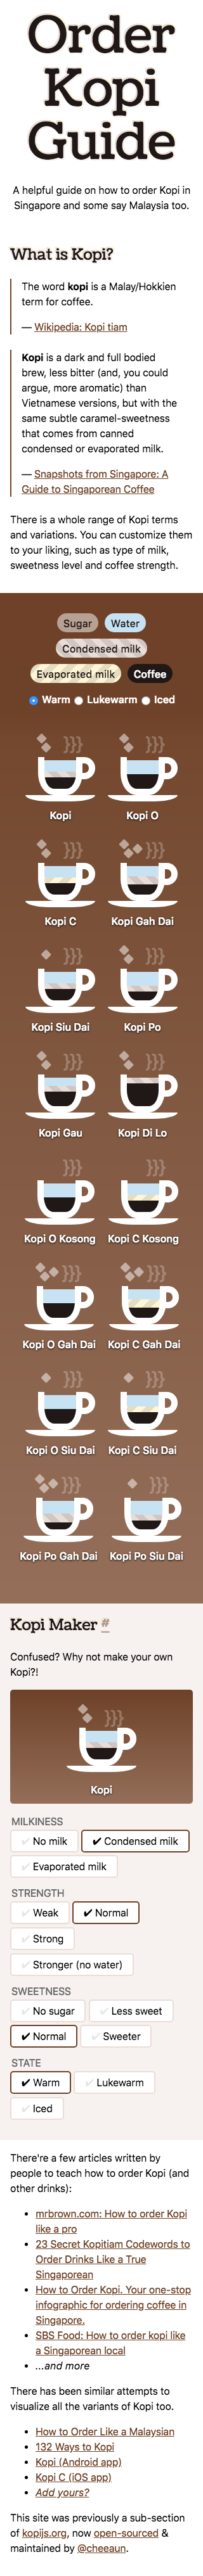 Order
Kopi
Guide
A helpful guide on how to order Kopi in
Singapore and some say Malaysia too.
What is Kopi?
The word kopi is a Malay/Hokkien
term for coffee.
— Wikipedia: Kopi tiam
Kopi is a dark and full bodied
brew, less bitter (and, you could
argue, more aromatic) than
Vietnamese versions, but with the
same subtle caramel-sweetness
that comes from canned
condensed or evaporated milk.
— Snapshots from Singapore: A
Guide to Singaporean Coffee
There is a whole range of Kopi terms
and variations. You can customize them
to your liking, such as type of milk,
sweetness level and coffee strength.
Sugar Water
Condensed milk
Evaporated milk Coffee
Warm Lukewarm Iced
Kopi Kopi O
Kopi C Kopi Gah Dai
Kopi Siu Dai Kopi Po
Kopi Gau Kopi Di Lo
Kopi O Kosong Kopi C Kosong
Kopi O Gah Dai Kopi C Gah Dai
Kopi O Siu Dai Kopi C Siu Dai
Kopi Po Gah Dai Kopi Po Siu Dai
Kopi Maker #
Confused? Why not make your own
Kopi?!
Kopi
MILKINESS
✓ No milk ✓ Condensed milk
✓ Evaporated milk
STRENGTH
✓ Weak ✓ Normal
✓ Strong
✓ Stronger (no water)
SWEETNESS
✓ No sugar ✓ Less sweet
✓ Normal ✓ Sweeter
STATE
✓ Warm ✓ Lukewarm
✓ Iced
There're a few articles written by
people to teach how to order Kopi (and
other drinks):
• mrbrown.com: How to order Kopi
like a pro
• 23 Secret Kopitiam Codewords to
Order Drinks Like a True
Singaporean
• How to Order Kopi. Your one-stop
infographic for ordering coffee in
Singapore.
• SBS Food: How to order kopi like
a Singaporean local
• ...and more
There has been similar attempts to
visualize all the variants of Kopi too.
• How to Order Like a Malaysian
• 132 Ways to Kopi
• Kopi (Android app)
• Kopi C (iOS app)
• Add yours?
This site was previously a sub-section
of kopijs.org, now open-sourced &
maintained by @cheeaun.